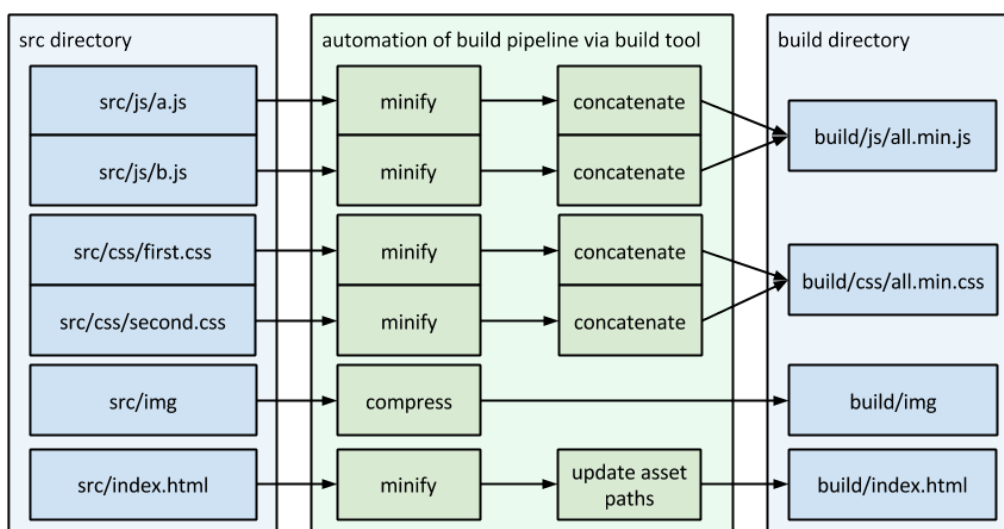 src directory
automation of build pipeline via build tool
build directory
src/js/a.js
minify
concatenate
build/js/all.min.js
src/js/b.js
minify
concatenate
src/css/first.css
minify
concatenate
build/css/all.min.css
src/css/second.css
minify
concatenate
src/img
compress
build/img
src/index.html
minify
update asset
paths
build/index.html